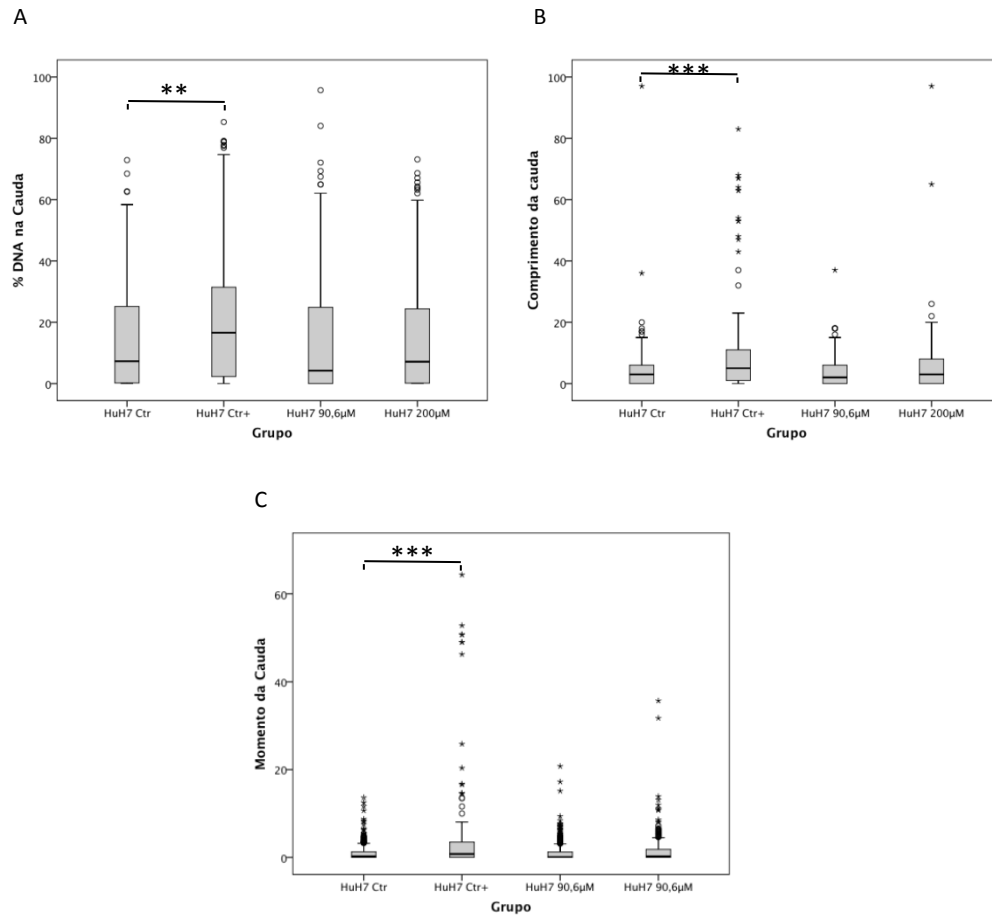 A
B
100
80
60
40
20
0
% DNA na Cauda
**
HuH7 Ctr
HuH7 Ctr+
HuH7 90,6µM
HuH7 200µM
Grupo
100
80
60
40
20
0
Comprimento da cauda
***
HuH7 Ctr
HuH7 Ctr+
HuH7 90,6µM
HuH7 200µM
Grupo
C
60
40
20
0
Momento da Cauda
***
HuH7 Ctr
HuH7 Ctr+
HuH7 90,6µM
HuH7 90,6µM
Grupo